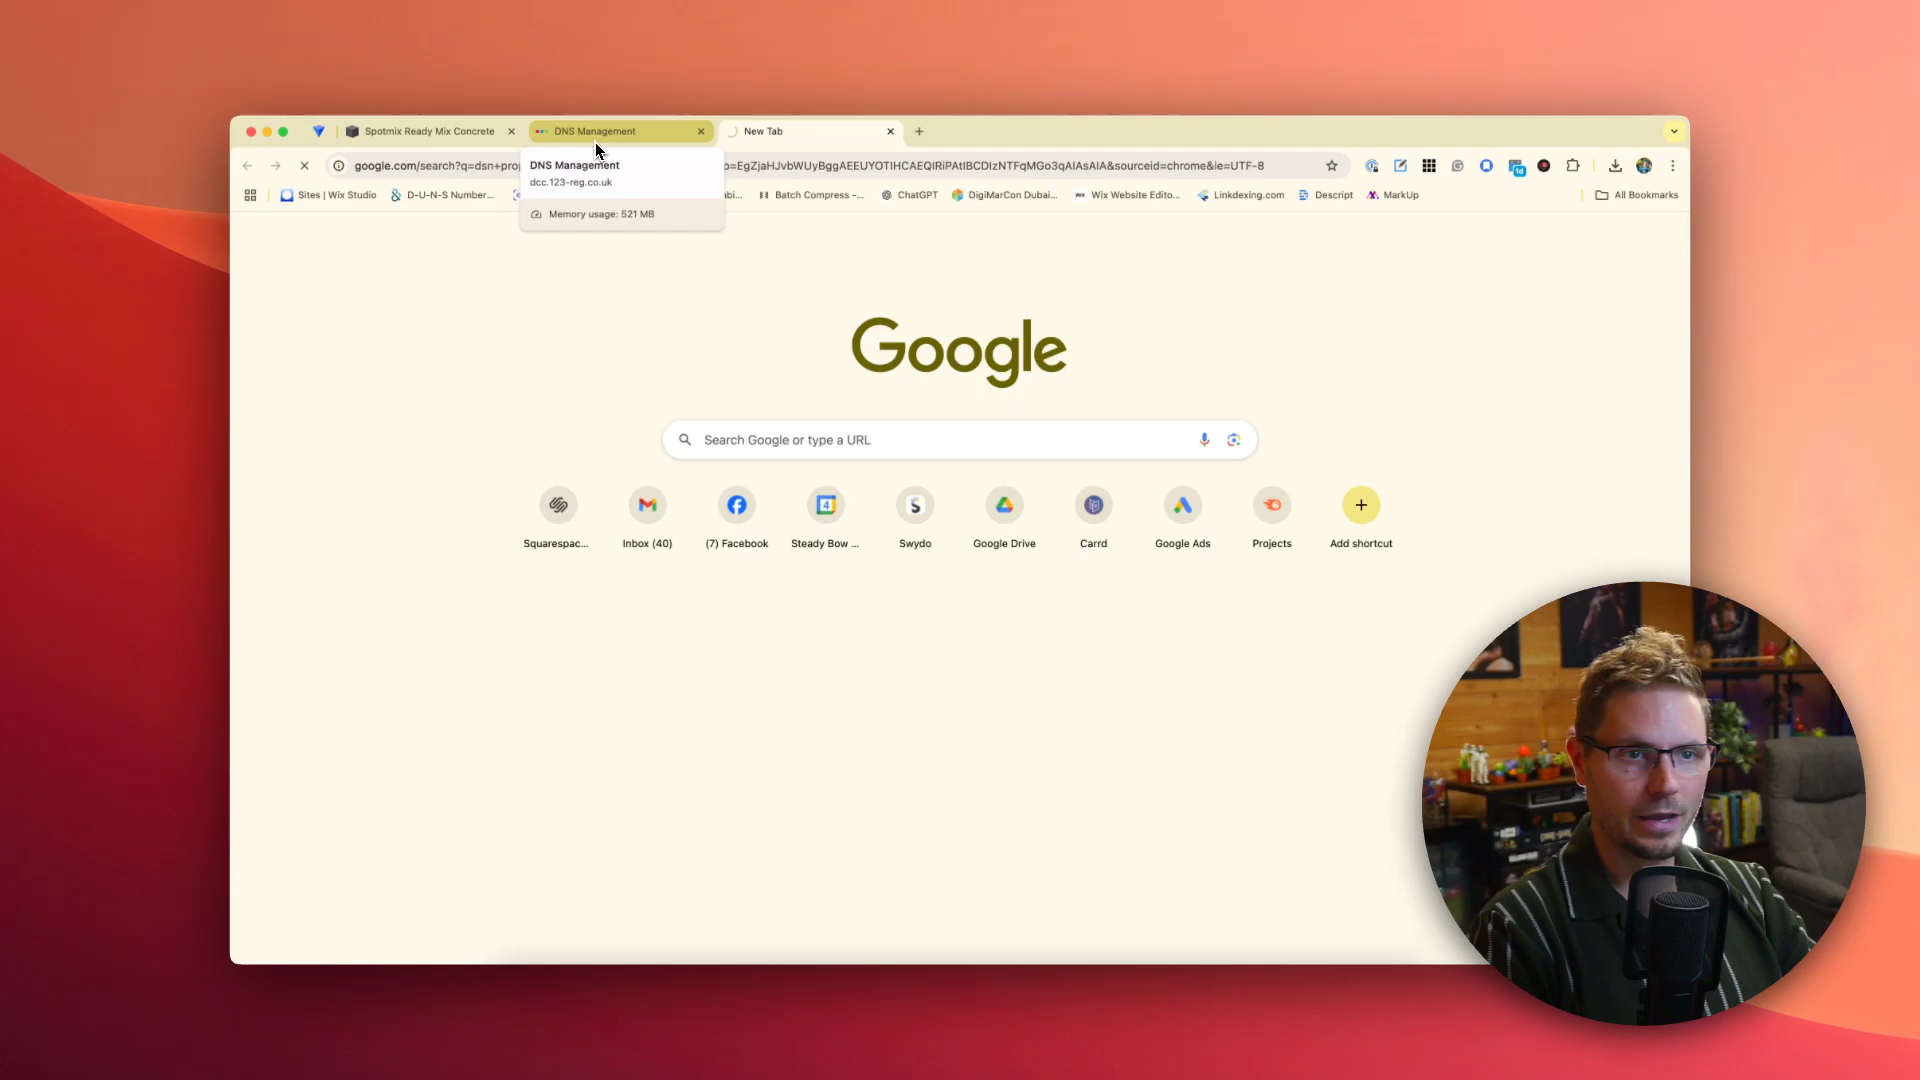 Spotmix Ready Mix Concrete
DNS Management
New Tab
google.com/search?q=dsn+pro
=EgZjaHJvbWUyBggAEEUYOTIHCAEQIRiPAtIBCDIzNTFqMGo3qAIAsAIA&sourceid=chrome&ie=UTF-8
1d
DNS Management
dcc.123-reg.co.uk
Memory usage: 521 MB
Sites | Wix Studio
D-U-N-S Number...
Batch Compress -...
ChatGPT
DigiMarCon Dubai...
Wix Website Edito...
Linkdexing.com
Descript
MarkUp
All Bookmarks
Google
Search Google or type a URL
4
Squarespac...
Inbox (40)
(7) Facebook
Steady Bow ...
Swydo
Google Drive
Carrd
Google Ads
Projects
Add shortcut